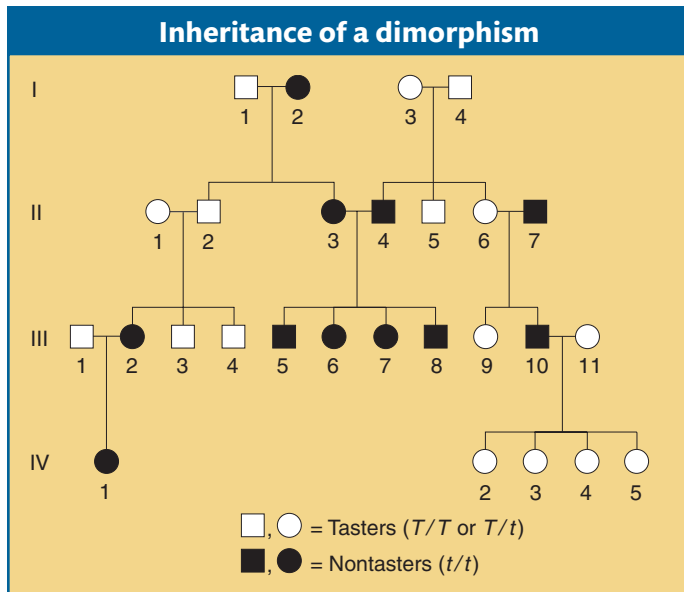 Inheritance of a dimorphism
I
1 2 3 4
II
1 2 3 4 5 6 7
III
1 2 3 4 5 6 7 8 9 10 11
IV
1 2 3 4 5
, = Tasters (T/T or T/t)
, = Nontasters (t/t)